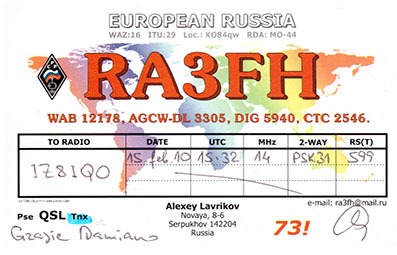 EUROPEAN RUSSIA
WAZ:16 ITU:29 Loc.: KO84qw RDA: MO-44
RA3FH
WAB 12178, AGCW-DL 3305, DIG 5940, CTC 2546.
TO RADIO DATE UTC MHz 2-WAY RS(T)
IZ8IQO 15 feb.10 15-32 14 PSK31 599
e-mail: ra3fh@mail.ru
Alexey Lavrikov
Novaya, 8-6
Serpukhov 142204
Russia
Pse QSL Tnx
73!
Grazie Damiano